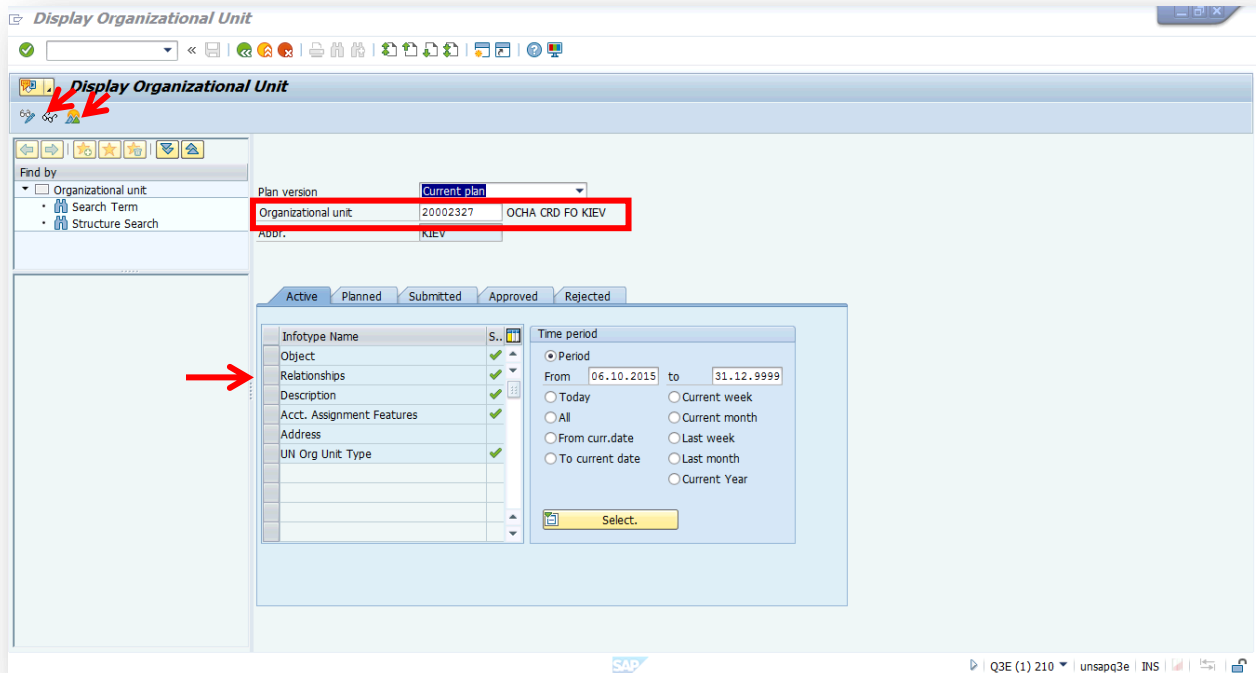 Display Organizational Unit
Display Organizational Unit
Find by
Organizational unit
Search Term
Structure Search
Plan version Current plan
Organizational unit 20002327 OCHA CRD FO KIEV
Abbr. KIEV
Active Planned Submitted Approved Rejected
Infotype Name S..
Object
Relationships
Description
Acct. Assignment Features
Address
UN Org Unit Type
Time period
Period
From 06.10.2015 to 31.12.9999
Today Current week
All Current month
From curr.date Last week
To current date Last month
Current Year
Select.
SAP
Q3E (1) 210 unsapq3e INS